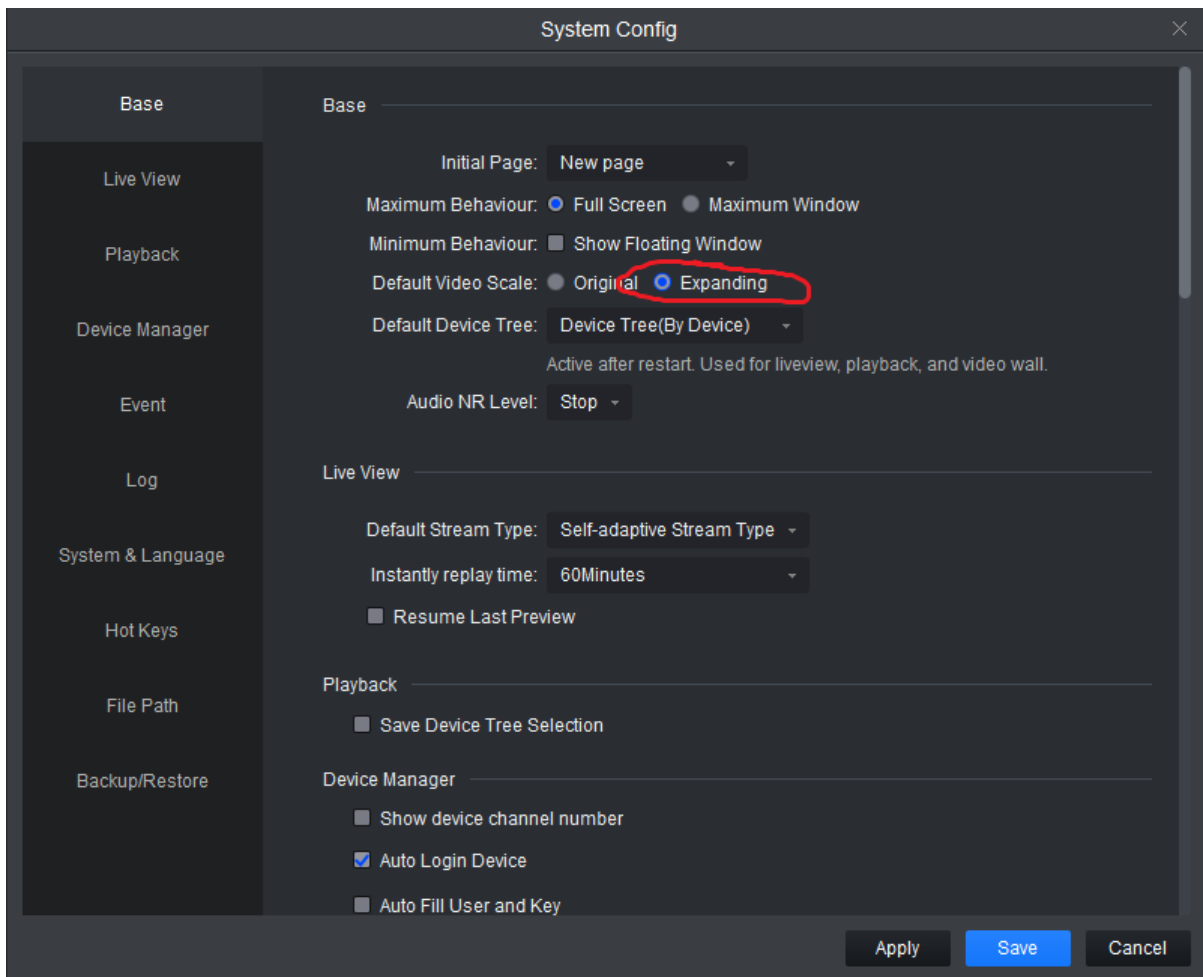 System Config
Base
Live View
Playback
Device Manager
Event
Log
System & Language
Hot Keys
File Path
Backup/Restore
Base
Initial Page: New page
Maximum Behaviour: Full Screen Maximum Window
Minimum Behaviour: Show Floating Window
Default Video Scale: Original Expanding
Default Device Tree: Device Tree(By Device)
Active after restart. Used for liveview, playback, and video wall.
Audio NR Level: Stop
Live View
Default Stream Type: Self-adaptive Stream Type
Instantly replay time: 60Minutes
Resume Last Preview
Playback
Save Device Tree Selection
Device Manager
Show device channel number
Auto Login Device
Auto Fill User and Key
Apply Save Cancel